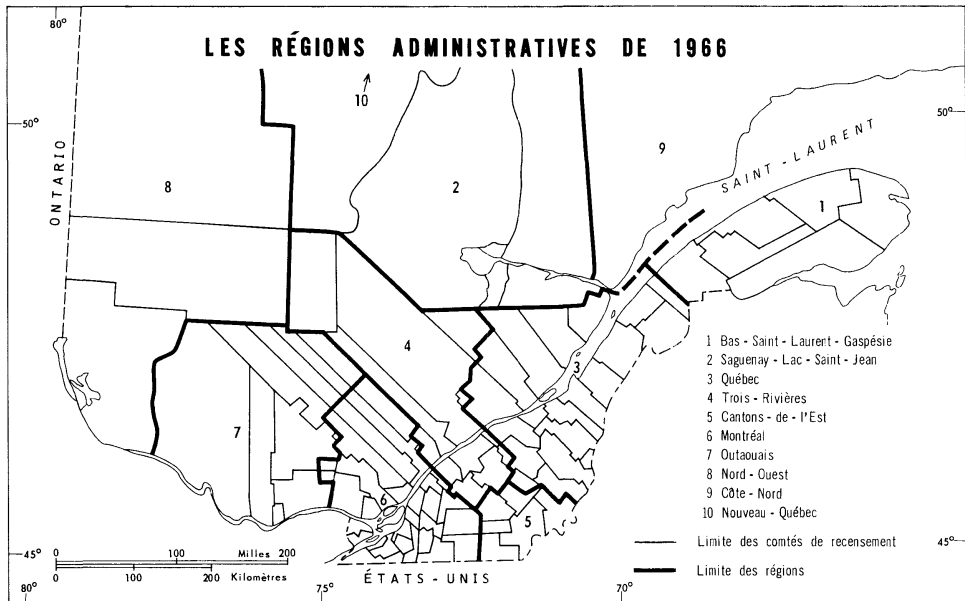 80°
LES RÉGIONS ADMINISTRATIVES DE 1966
10
50°
50°
9
SAINT-LAURENT
8
2
ONTARIO
1
4
3
7
6
5
1 Bas-Saint-Laurent-Gaspésie
2 Saguenay-Lac-Saint-Jean
3 Québec
4 Trois-Rivières
5 Cantons-de-l'Est
6 Montréal
7 Outaouais
8 Nord-Ouest
9 Côte-Nord
10 Nouveau-Québec
Limite des comtés de recensement
Limite des régions
45°
45°
0 100 Milles 200
0 100 200 Kilomètres
ÉTATS-UNIS
80°
75°
70°